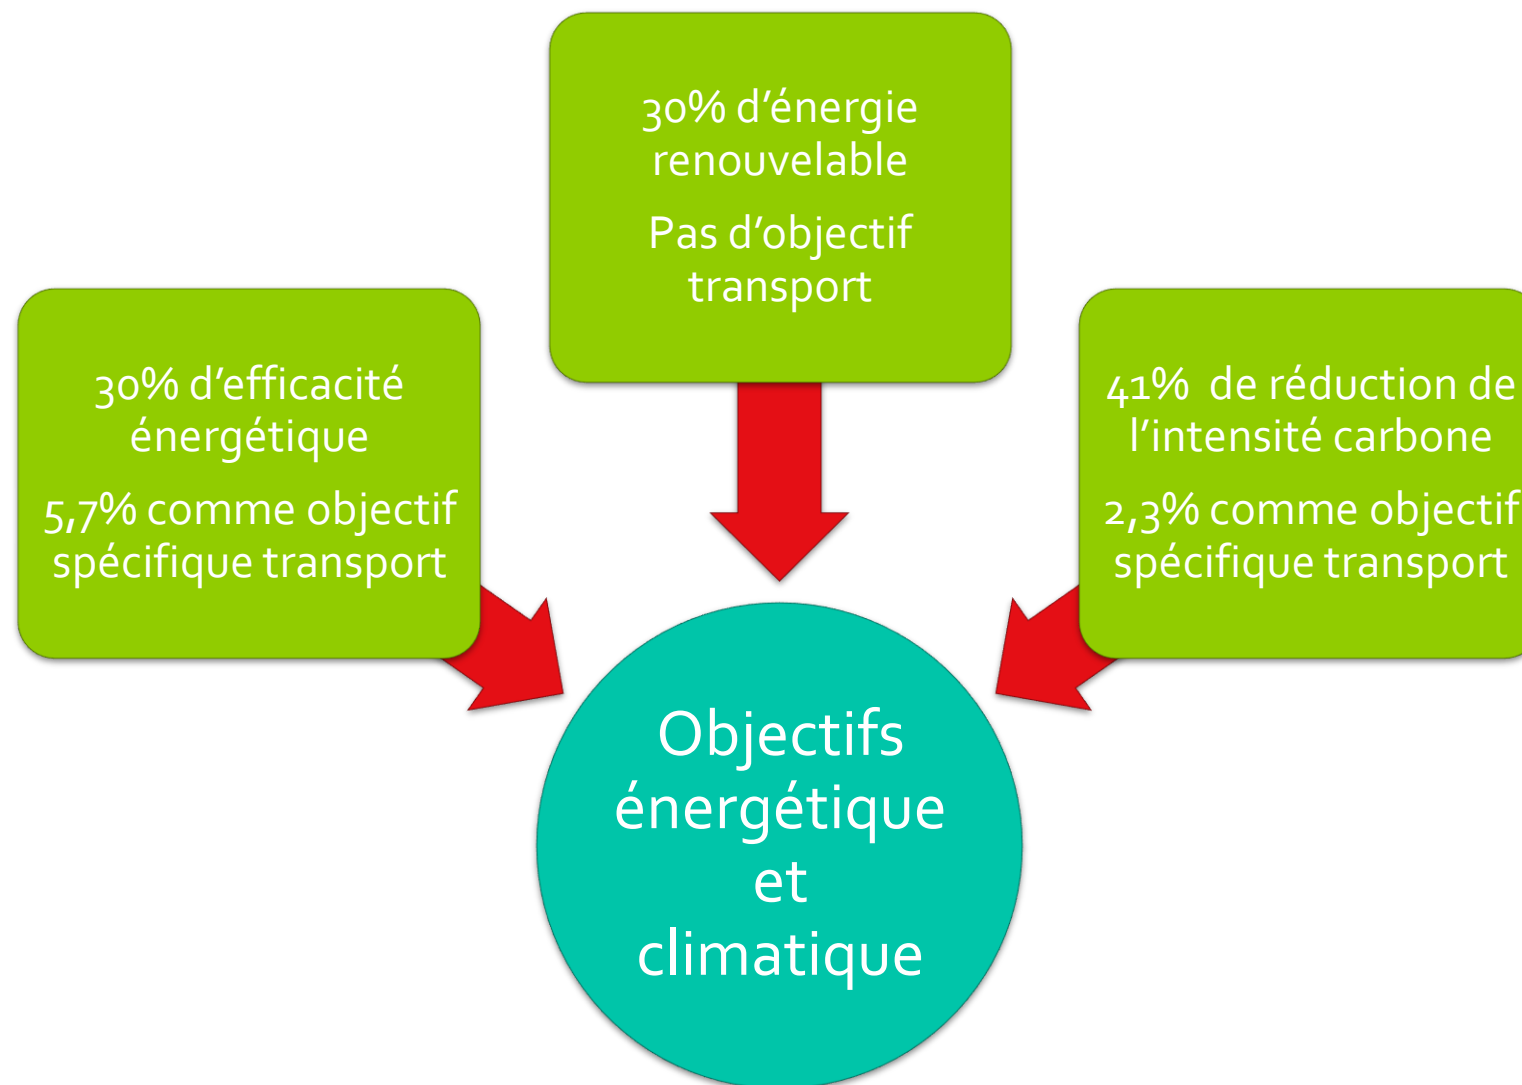 30% d’énergie
renouvelable
Pas d’objectif
transport
30% d’efficacité
énergétique
5,7% comme objectif
spécifique transport
41%  de réduction de
l’intensité carbone
2,3% comme objectif
spécifique transport
Objectifs
énergétique
et
climatique